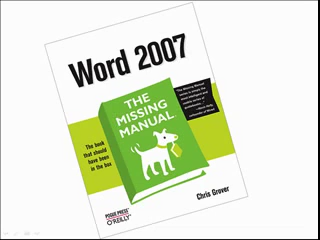 Word 2007
THE
MISSING
MANUAL
The book
that should
have been
in the box
Chris Grover
POGUE PRESS
O'REILLY